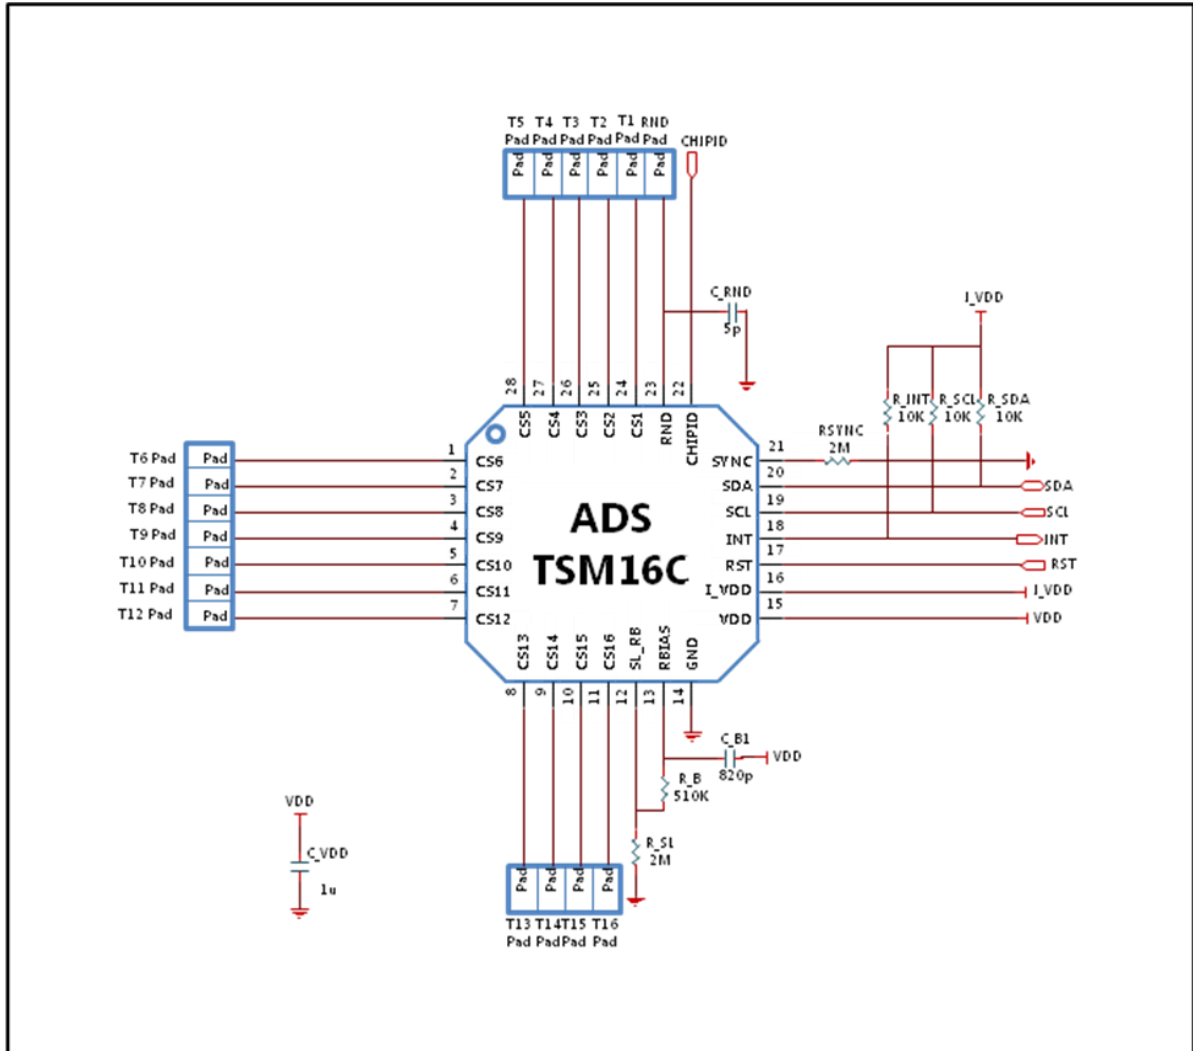 T5 T4 T3 T2 T1 RND
Pad Pad Pad Pad Pad Pad
CHIPID
Pad Pad Pad Pad Pad Pad
C_RND
5p
I_VDD
28 27 26 25 24 23 22
CS5 CS4 CS3 CS2 CS1 RND CHIPID
R_INT R_SCL R_SDA
10K 10K 10K
RSYNC
2M
T6 Pad Pad 1 CS6 SYNC 21
T7 Pad Pad 2 CS7 SDA 20 SDA
T8 Pad Pad 3 CS8 SCL 19 SCL
T9 Pad Pad 4 CS9 INT 18 INT
T10 Pad Pad 5 CS10 RST 17 RST
T11 Pad Pad 6 CS11 I_VDD 16 I_VDD
T12 Pad Pad 7 CS12 VDD 15 VDD
ADS
TSM16C
CS13 CS14 CS15 CS16 SL_RB RBIAS GND
8 9 10 11 12 13 14
C_B1
820p
VDD
R_B
510K
R_SL
2M
VDD
C_VDD
1u
Pad Pad Pad Pad
T13 T14 T15 T16
Pad Pad Pad Pad